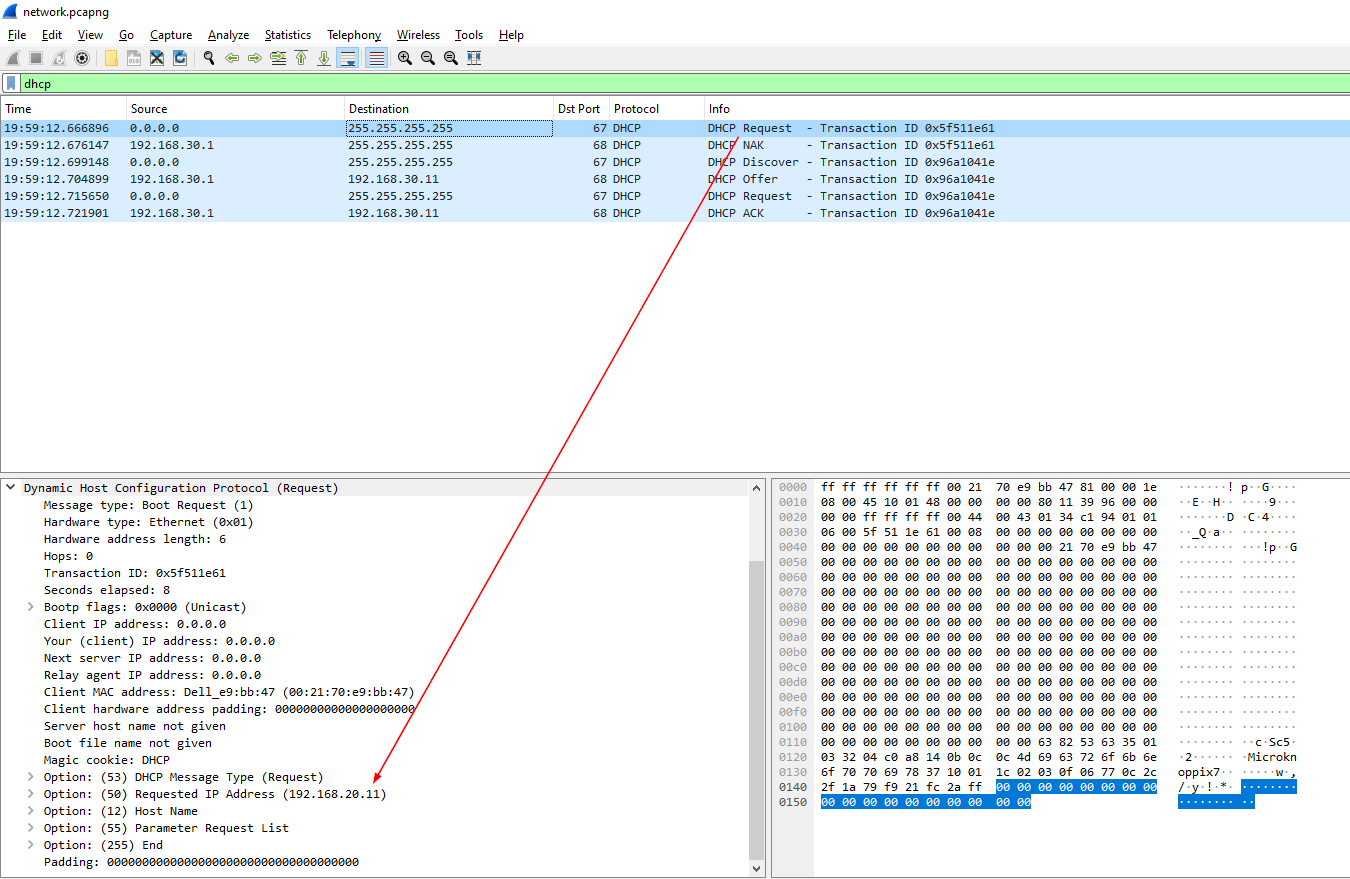 network.pcapng
File Edit View Go Capture Analyze Statistics Telephony Wireless Tools Help
dhcp
Time Source Destination Dst Port Protocol Info
19:59:12.666896 0.0.0.0 255.255.255.255 67 DHCP DHCP Request - Transaction ID 0x5f511e61
19:59:12.676147 192.168.30.1 255.255.255.255 68 DHCP DHCP NAK - Transaction ID 0x5f511e61
19:59:12.699148 0.0.0.0 255.255.255.255 67 DHCP DHCP Discover - Transaction ID 0x96a1041e
19:59:12.704899 192.168.30.1 192.168.30.11 68 DHCP DHCP Offer - Transaction ID 0x96a1041e
19:59:12.715650 0.0.0.0 255.255.255.255 67 DHCP DHCP Request - Transaction ID 0x96a1041e
19:59:12.721901 192.168.30.1 192.168.30.11 68 DHCP DHCP ACK - Transaction ID 0x96a1041e
Dynamic Host Configuration Protocol (Request)
Message type: Boot Request (1)
Hardware type: Ethernet (0x01)
Hardware address length: 6
Hops: 0
Transaction ID: 0x5f511e61
Seconds elapsed: 8
Bootp flags: 0x0000 (Unicast)
Client IP address: 0.0.0.0
Your (client) IP address: 0.0.0.0
Next server IP address: 0.0.0.0
Relay agent IP address: 0.0.0.0
Client MAC address: Dell_e9:bb:47 (00:21:70:e9:bb:47)
Client hardware address padding: 00000000000000000000
Server host name not given
Boot file name not given
Magic cookie: DHCP
Option: (53) DHCP Message Type (Request)
Option: (50) Requested IP Address (192.168.20.11)
Option: (12) Host Name
Option: (55) Parameter Request List
Option: (255) End
Padding: 000000000000000000000000000000000000
0000 ff ff ff ff ff ff 00 21 70 e9 bb 47 81 00 00 1e ·······! p··G····
0010 08 00 45 10 01 48 00 00 00 00 80 11 39 96 00 00 ··E··H·· ····9···
0020 00 00 ff ff ff ff 00 44 00 43 01 34 c1 94 01 01 ·······D ·C·4····
0030 06 00 5f 51 1e 61 00 08 00 00 00 00 00 00 00 00 ··_Q·a·· ········
0040 00 00 00 00 00 00 00 00 00 00 00 21 70 e9 bb 47 ········ ···!p··G
0050 00 00 00 00 00 00 00 00 00 00 00 00 00 00 00 00 ········ ········
0060 00 00 00 00 00 00 00 00 00 00 00 00 00 00 00 00 ········ ········
0070 00 00 00 00 00 00 00 00 00 00 00 00 00 00 00 00 ········ ········
0080 00 00 00 00 00 00 00 00 00 00 00 00 00 00 00 00 ········ ········
0090 00 00 00 00 00 00 00 00 00 00 00 00 00 00 00 00 ········ ········
00a0 00 00 00 00 00 00 00 00 00 00 00 00 00 00 00 00 ········ ········
00b0 00 00 00 00 00 00 00 00 00 00 00 00 00 00 00 00 ········ ········
00c0 00 00 00 00 00 00 00 00 00 00 00 00 00 00 00 00 ········ ········
00d0 00 00 00 00 00 00 00 00 00 00 00 00 00 00 00 00 ········ ········
00e0 00 00 00 00 00 00 00 00 00 00 00 00 00 00 00 00 ········ ········
00f0 00 00 00 00 00 00 00 00 00 00 00 00 00 00 00 00 ········ ········
0100 00 00 00 00 00 00 00 00 00 00 00 00 00 00 00 00 ········ ········
0110 00 00 00 00 00 00 00 00 00 00 63 82 53 63 35 01 ········ ··c·Sc5·
0120 03 32 04 c0 a8 14 0b 0c 0c 4d 69 63 72 6f 6b 6e ·2······ ·Microkn
0130 6f 70 70 69 78 37 10 01 1c 02 03 0f 06 77 0c 2c oppix7·· ·····w·,
0140 2f 1a 79 f9 21 fc 2a ff 00 00 00 00 00 00 00 00 /·y·!·*· ········
0150 00 00 00 00 00 00 00 00 00 00 ········ ··